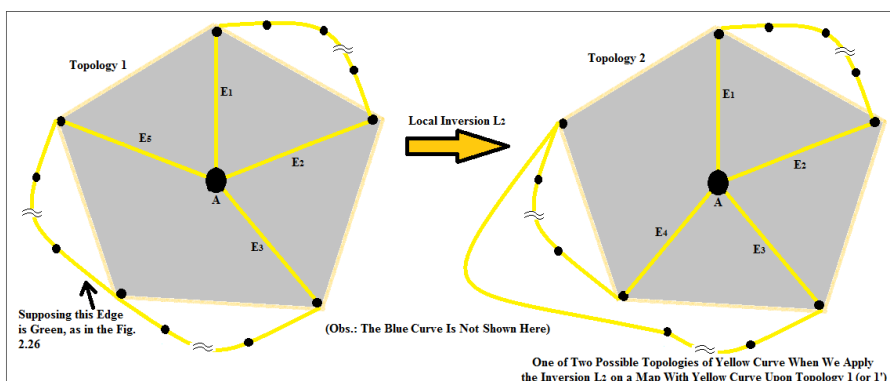 Topology 1
E1
E5
E2
A
E3
Supposing this Edge
is Green, as in the Fig.
2.26
Local Inversion L2
(Obs.: The Blue Curve Is Not Shown Here)
Topology 2
E1
E2
A
E4
E3
One of Two Possible Topologies of Yellow Curve When We Apply
the Inversion L2 on a Map With Yellow Curve Upon Topology 1 (or 1')